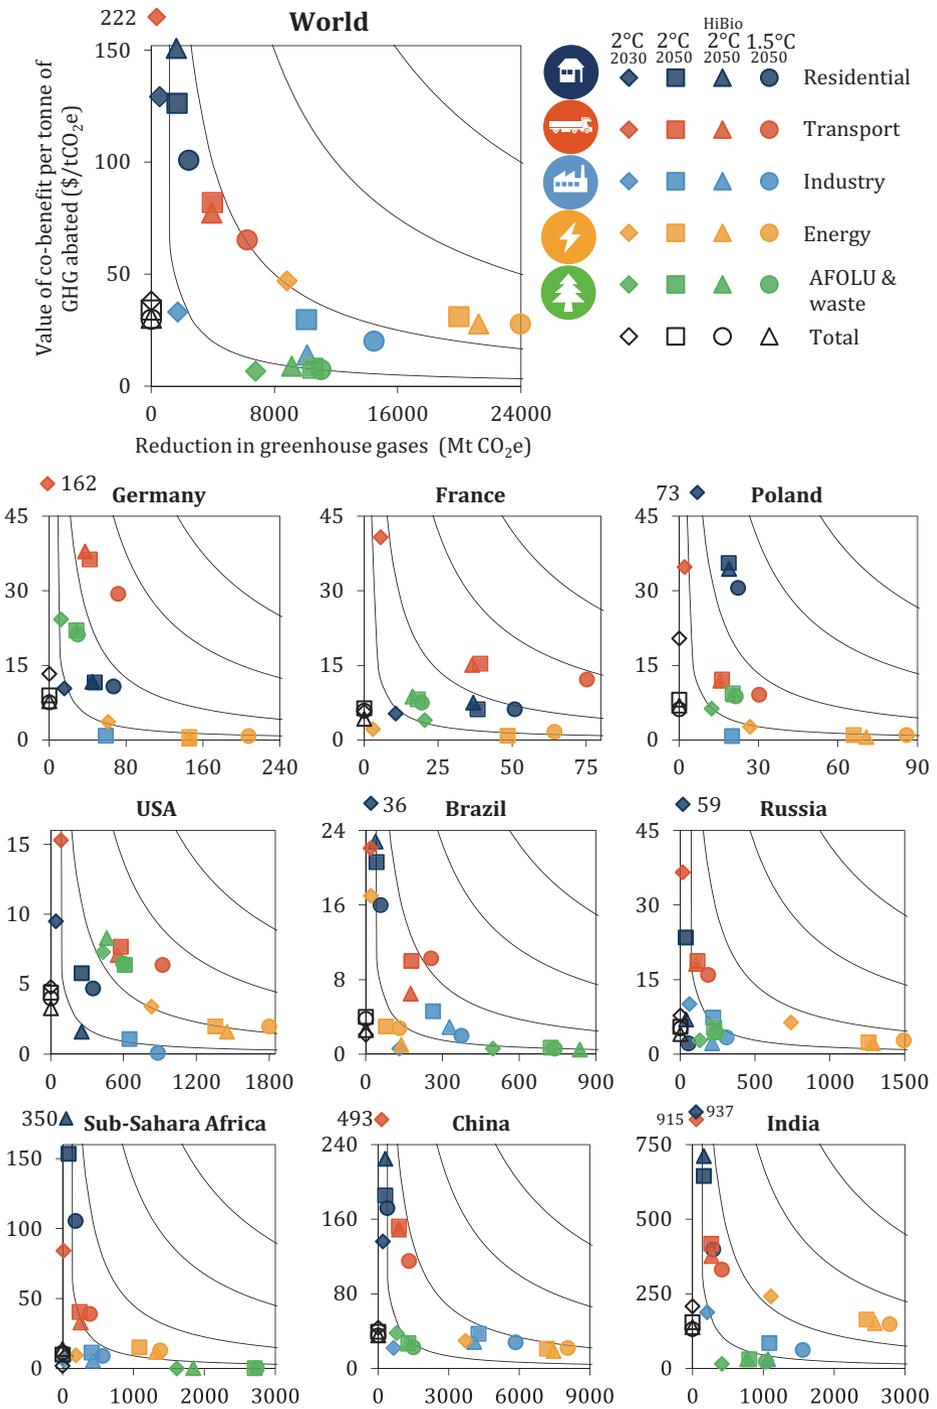 222
World
HiBio
2°C 2°C 2°C 1.5°C
2030 2050 2050 2050
Residential
Transport
Industry
Energy
AFOLU &
waste
Total
Value of co-benefit per tonne of
GHG abated ($/tCO2e)
150
100
50
0
0 8000 16000 24000
Reduction in greenhouse gases (Mt CO2e)
162 Germany
45
30
15
0
0 80 160 240
France
45
30
15
0
0 25 50 75
73 Poland
45
30
15
0
0 30 60 90
USA
15
10
5
0
0 600 1200 1800
36 Brazil
24
16
8
0
0 300 600 900
59 Russia
45
30
15
0
0 500 1000 1500
350 Sub-Sahara Africa
150
100
50
0
0 1000 2000 3000
493 China
240
160
80
0
0 3000 6000 9000
915 937 India
750
500
250
0
0 1000 2000 3000